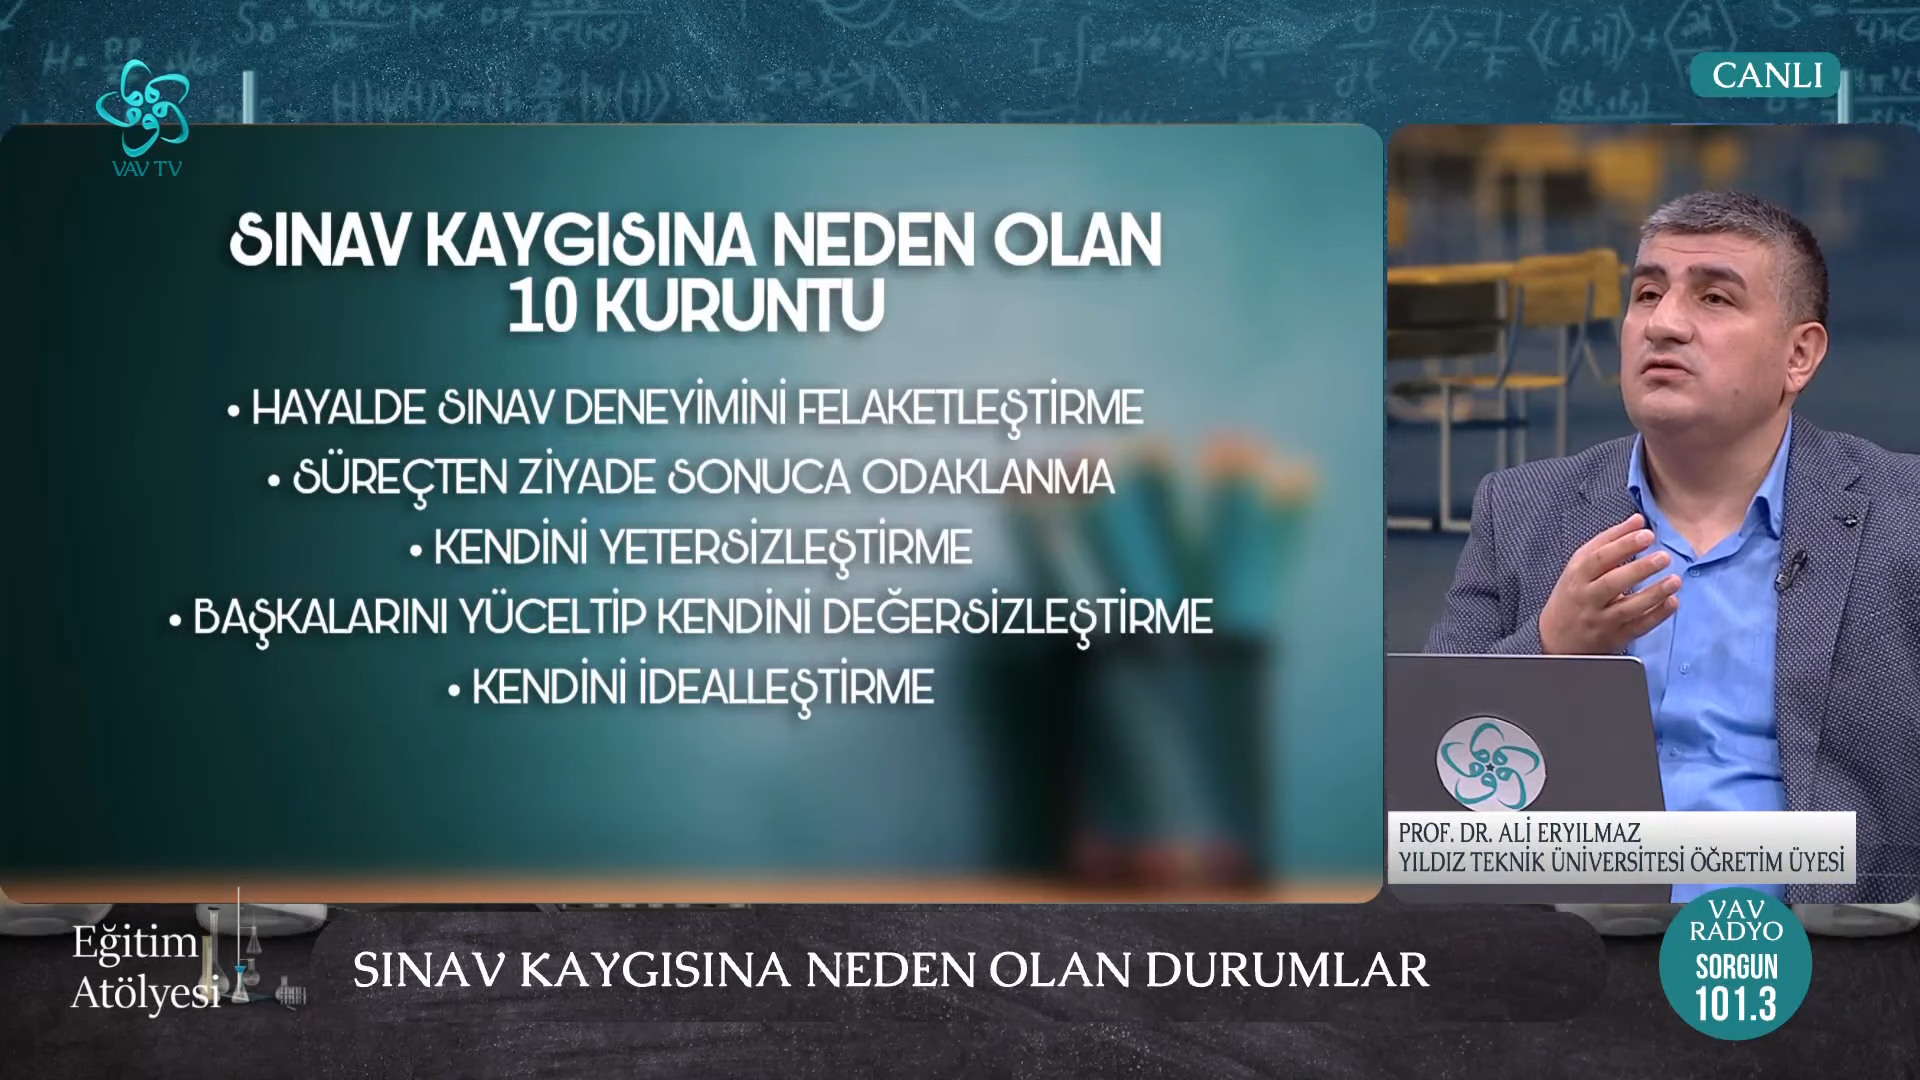 CANLI
VAV TV
SINAV KAYGISINA NEDEN OLAN
10 KURUNTU
• HAYALDE SINAV DENEYİMİNİ FELAKETLEŞTİRME
• SÜREÇTEN ZİYADE SONUCA ODAKLANMA
• KENDİNİ YETERSİZLEŞTİRME
• BAŞKALARINI YÜCELTİP KENDİNİ DEĞERSİZLEŞTİRME
• KENDİNİ İDEALLEŞTİRME
PROF. DR. ALİ ERYILMAZ
YILDIZ TEKNİK ÜNİVERSİTESİ ÖĞRETİM ÜYESİ
Eğitim
Atölyesi
SINAV KAYGISINA NEDEN OLAN DURUMLAR
VAV
RADYO
SORGUN
101.3